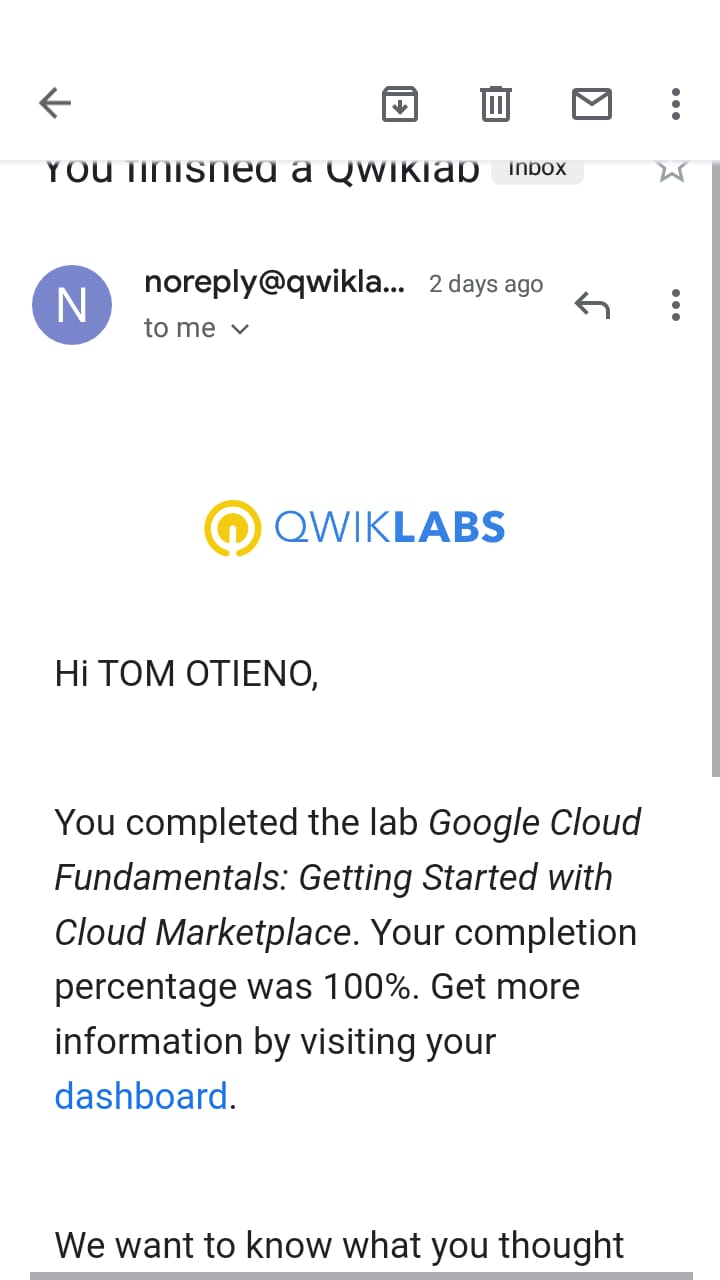 You finished a Qwiklab Inbox
N
noreply@qwikla... 2 days ago
to me
QWIKLABS
Hi TOM OTIENO,
You completed the lab Google Cloud
Fundamentals: Getting Started with
Cloud Marketplace. Your completion
percentage was 100%. Get more
information by visiting your
dashboard.
We want to know what you thought